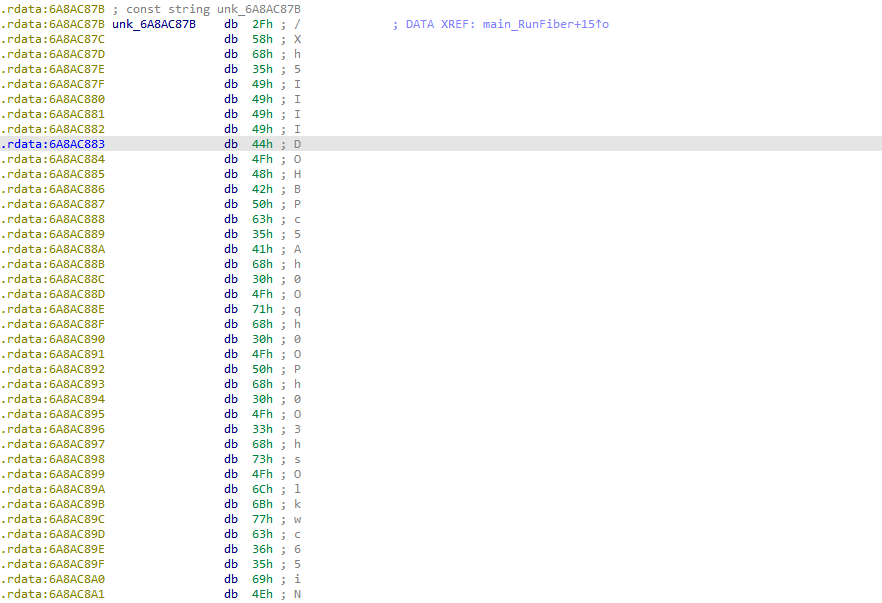 .rdata:6A8AC87B ; const string unk_6A8AC87B
.rdata:6A8AC87B unk_6A8AC87B db 2Fh ; / ; DATA XREF: main_RunFiber+15↑o
.rdata:6A8AC87C db 58h ; X
.rdata:6A8AC87D db 68h ; h
.rdata:6A8AC87E db 35h ; 5
.rdata:6A8AC87F db 49h ; I
.rdata:6A8AC880 db 49h ; I
.rdata:6A8AC881 db 49h ; I
.rdata:6A8AC882 db 49h ; I
.rdata:6A8AC883 db 44h ; D
.rdata:6A8AC884 db 4Fh ; O
.rdata:6A8AC885 db 48h ; H
.rdata:6A8AC886 db 42h ; B
.rdata:6A8AC887 db 50h ; P
.rdata:6A8AC888 db 63h ; c
.rdata:6A8AC889 db 35h ; 5
.rdata:6A8AC88A db 41h ; A
.rdata:6A8AC88B db 68h ; h
.rdata:6A8AC88C db 30h ; 0
.rdata:6A8AC88D db 4Fh ; O
.rdata:6A8AC88E db 71h ; q
.rdata:6A8AC88F db 68h ; h
.rdata:6A8AC890 db 30h ; 0
.rdata:6A8AC891 db 4Fh ; O
.rdata:6A8AC892 db 50h ; P
.rdata:6A8AC893 db 68h ; h
.rdata:6A8AC894 db 30h ; 0
.rdata:6A8AC895 db 4Fh ; O
.rdata:6A8AC896 db 33h ; 3
.rdata:6A8AC897 db 68h ; h
.rdata:6A8AC898 db 73h ; s
.rdata:6A8AC899 db 4Fh ; O
.rdata:6A8AC89A db 6Ch ; l
.rdata:6A8AC89B db 6Bh ; k
.rdata:6A8AC89C db 77h ; w
.rdata:6A8AC89D db 63h ; c
.rdata:6A8AC89E db 36h ; 6
.rdata:6A8AC89F db 35h ; 5
.rdata:6A8AC8A0 db 69h ; i
.rdata:6A8AC8A1 db 4Eh ; N